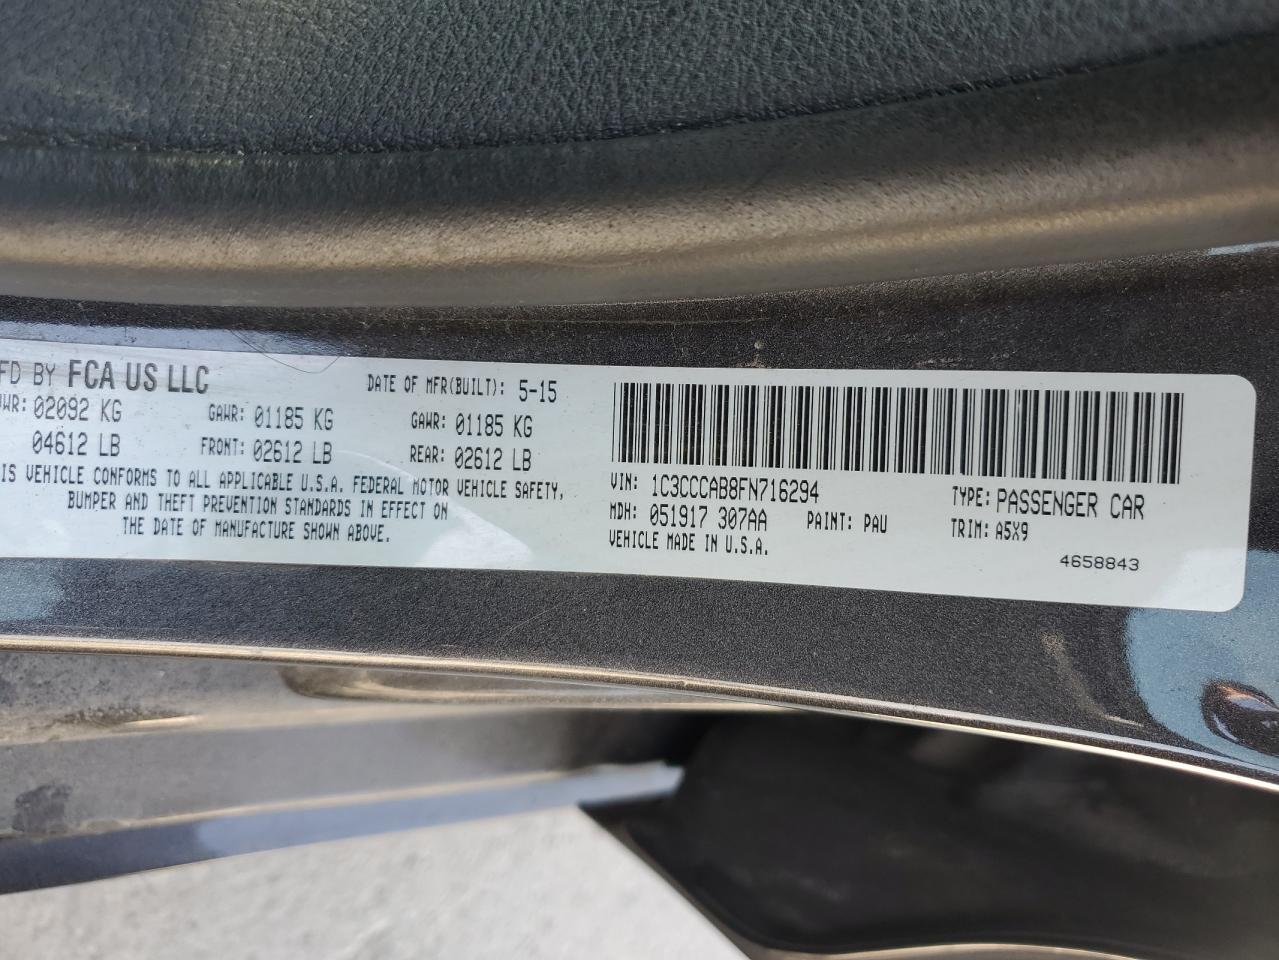 FD BY FCA US LLC DATE OF MFR(BUILT): 5-15
WR: 02092 KG GAWR: 01185 KG GAWR: 01185 KG
04612 LB FRONT: 02612 LB REAR: 02612 LB
IS VEHICLE CONFORMS TO ALL APPLICABLE U.S.A. FEDERAL MOTOR VEHICLE SAFETY,
BUMPER AND THEFT PREVENTION STANDARDS IN EFFECT ON
THE DATE OF MANUFACTURE SHOWN ABOVE.
VIN: 1C3CCCAB8FN716294 TYPE: PASSENGER CAR
MDH: 051917 307AA PAINT: PAU TRIM: A5X9
VEHICLE MADE IN U.S.A.
4658843